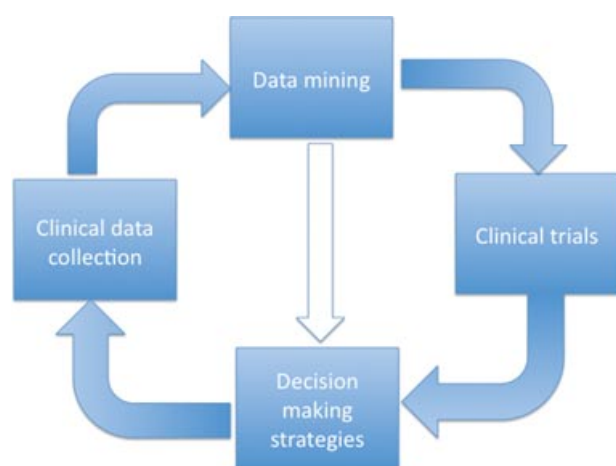 Data mining
Clinical data
collection
Clinical trials
Decision
making
strategies